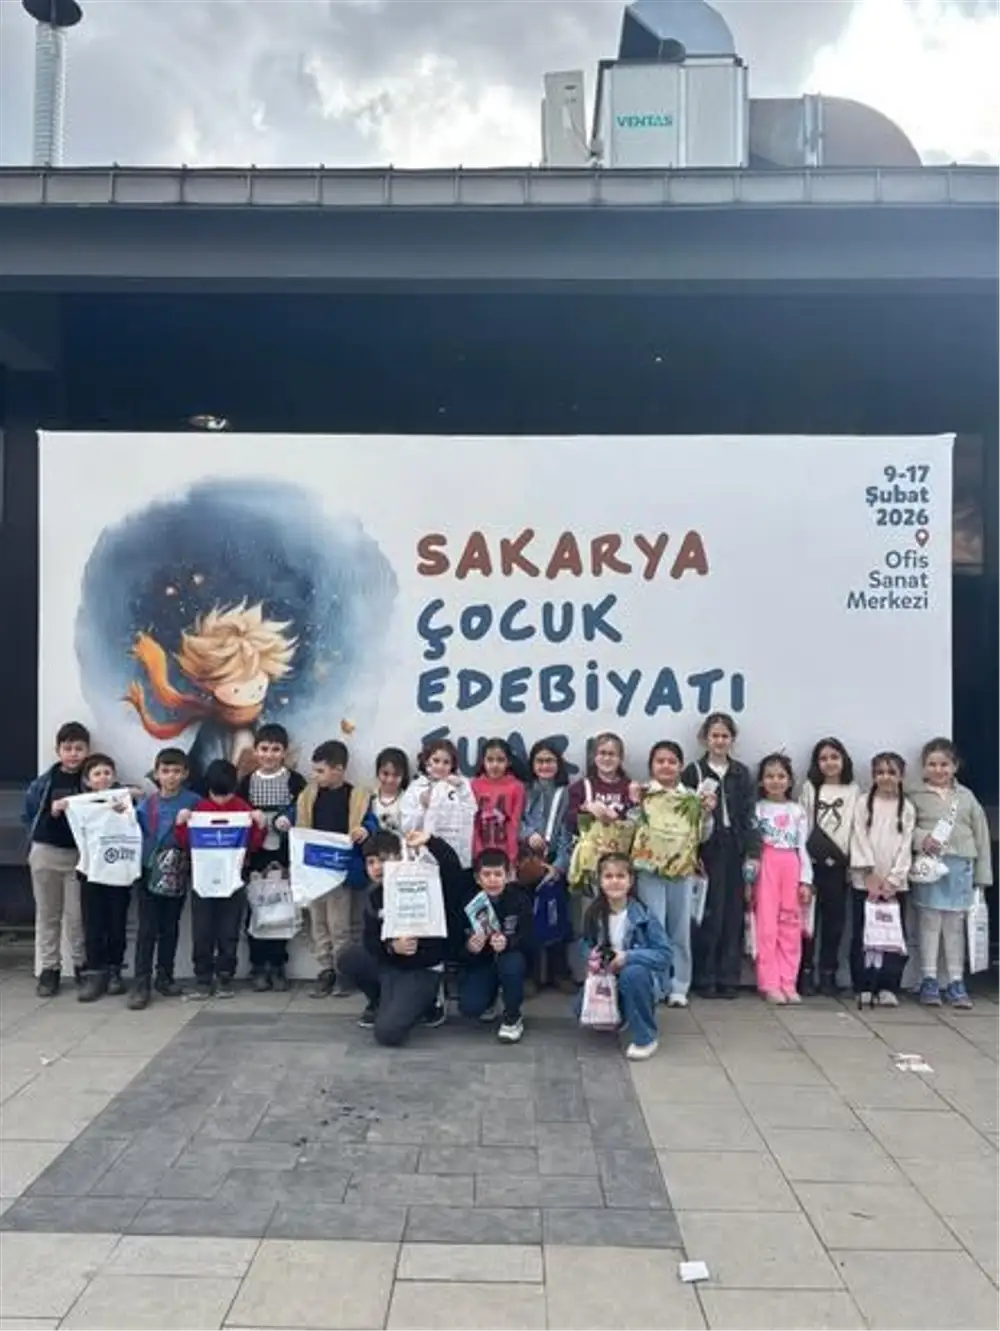 VENTAS
9-17
Şubat
2026
Ofis
Sanat
Merkezi
SAKARYA
ÇOCUK
EDEBİYATI